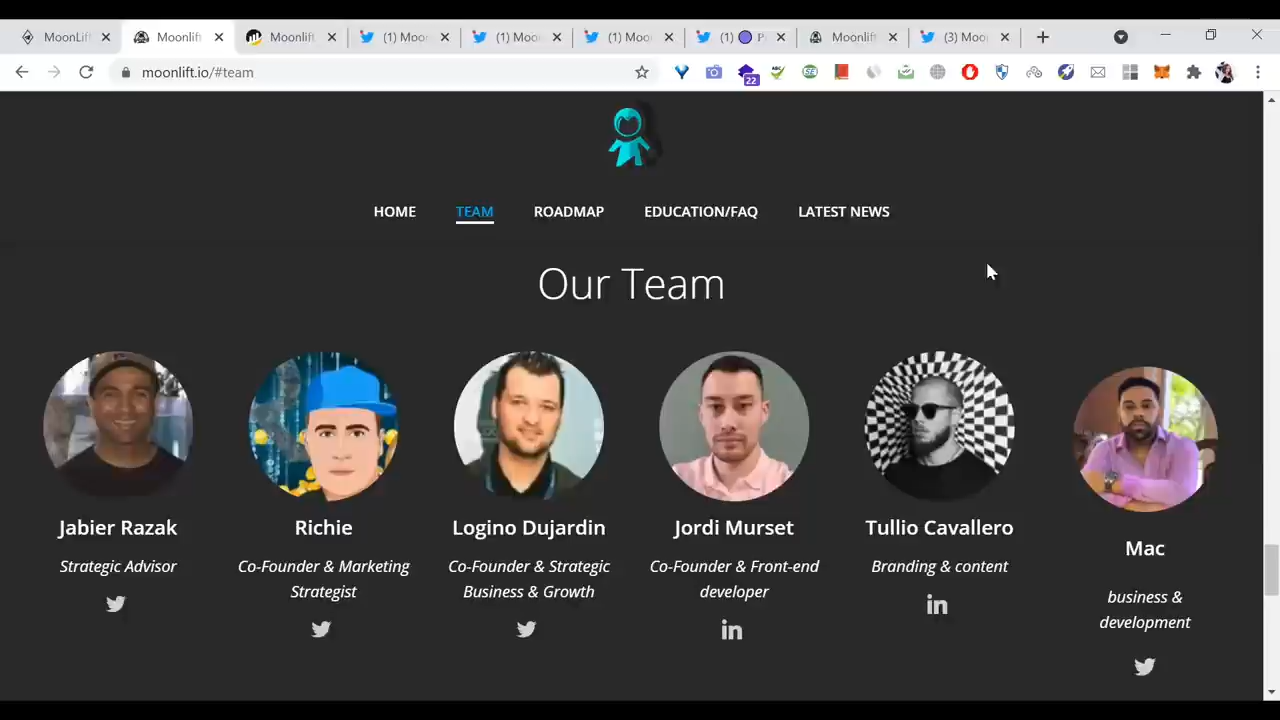 MoonLift
Moonlift
Moonlift
(1) Moo
(1) Moo
(1) Moo
(1)
Moonlift
(3) Moo
moonlift.io/#team
22
HOME
TEAM
ROADMAP
EDUCATION/FAQ
LATEST NEWS
Our Team
Jabier Razak
Strategic Advisor
Richie
Co-Founder & Marketing
Strategist
Logino Dujardin
Co-Founder & Strategic
Business & Growth
Jordi Murset
Co-Founder & Front-end
developer
Tullio Cavallero
Branding & content
Mac
business &
development